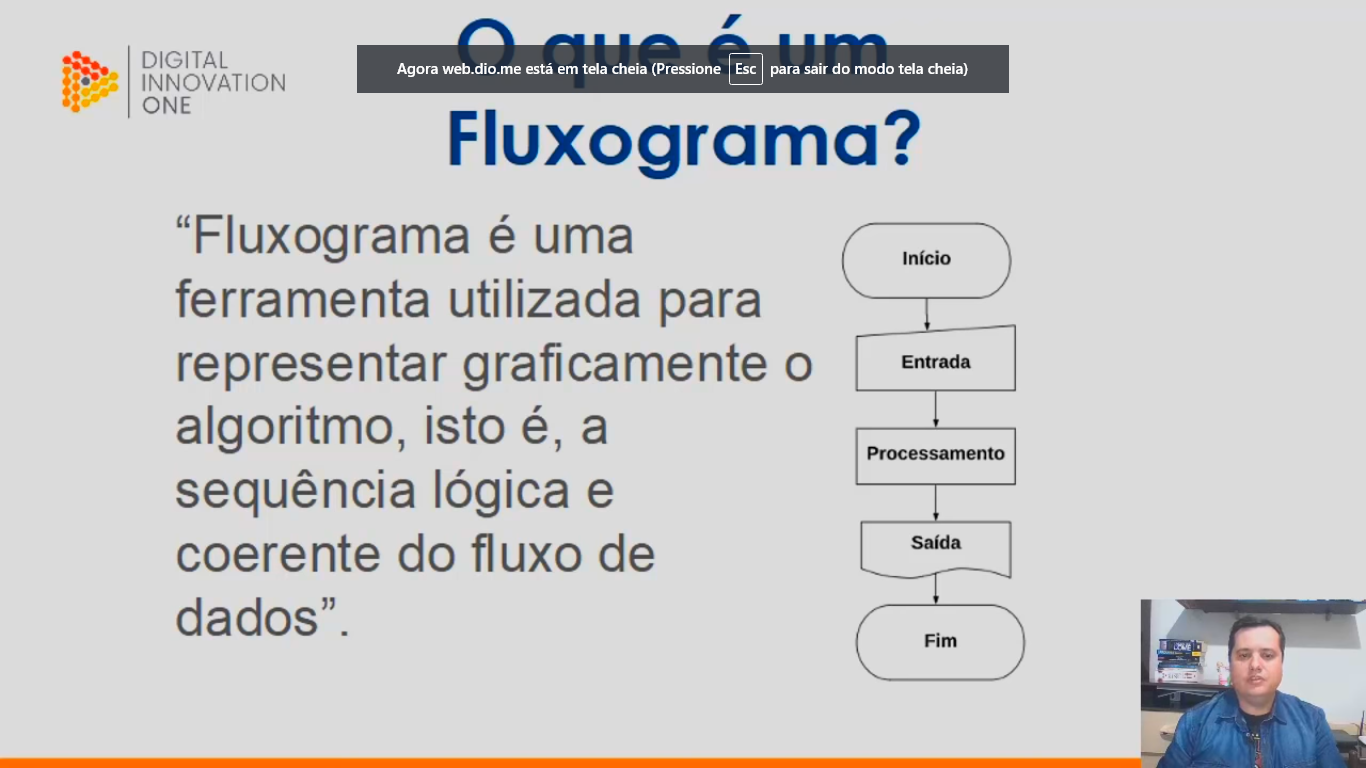 O que é um
Agora web.dio.me está em tela cheia (Pressione Esc para sair do modo tela cheia)
DIGITAL
INNOVATION
ONE
Fluxograma?
“Fluxograma é uma
ferramenta utilizada para
representar graficamente o
algoritmo, isto é, a
sequência lógica e
coerente do fluxo de
dados”.
Início
Entrada
Processamento
Saída
Fim